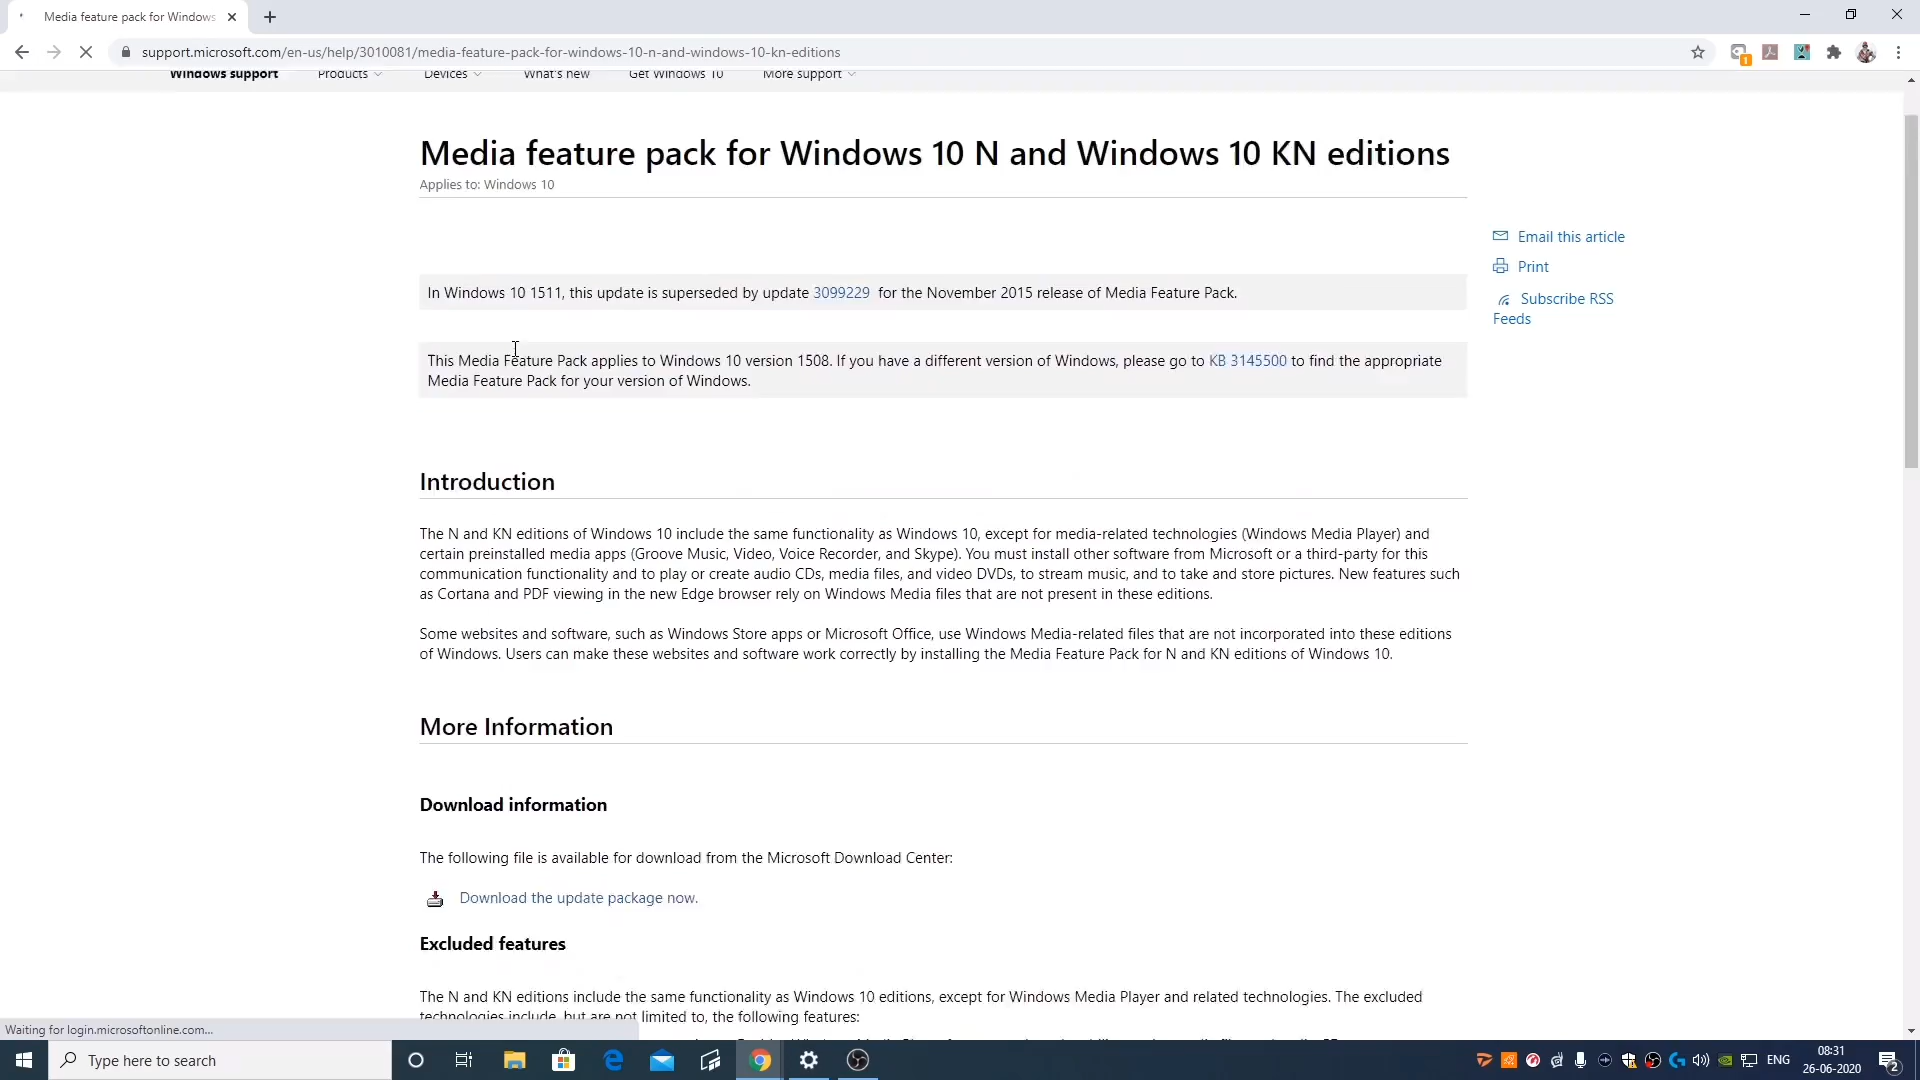 Media feature pack for Windows
support.microsoft.com/en-us/help/3010081/media-feature-pack-for-windows-10-n-and-windows-10-kn-editions
1
Windows support Products Devices What's new Get Windows 10 More support
Media feature pack for Windows 10 N and Windows 10 KN editions
Applies to: Windows 10
Email this article
Print
Subscribe RSS
Feeds
In Windows 10 1511, this update is superseded by update 3099229 for the November 2015 release of Media Feature Pack.
This Media Feature Pack applies to Windows 10 version 1508. If you have a different version of Windows, please go to KB 3145500 to find the appropriate
Media Feature Pack for your version of Windows.
Introduction
The N and KN editions of Windows 10 include the same functionality as Windows 10, except for media-related technologies (Windows Media Player) and
certain preinstalled media apps (Groove Music, Video, Voice Recorder, and Skype). You must install other software from Microsoft or a third-party for this
communication functionality and to play or create audio CDs, media files, and video DVDs, to stream music, and to take and store pictures. New features such
as Cortana and PDF viewing in the new Edge browser rely on Windows Media files that are not present in these editions.
Some websites and software, such as Windows Store apps or Microsoft Office, use Windows Media-related files that are not incorporated into these editions
of Windows. Users can make these websites and software work correctly by installing the Media Feature Pack for N and KN editions of Windows 10.
More Information
Download information
The following file is available for download from the Microsoft Download Center:
Download the update package now.
Excluded features
The N and KN editions include the same functionality as Windows 10 editions, except for Windows Media Player and related technologies. The excluded
technologies include, but are not limited to, the following features:
Waiting for login.microsoftonline.com...
Type here to search
ENG
08:31
26-06-2020
2